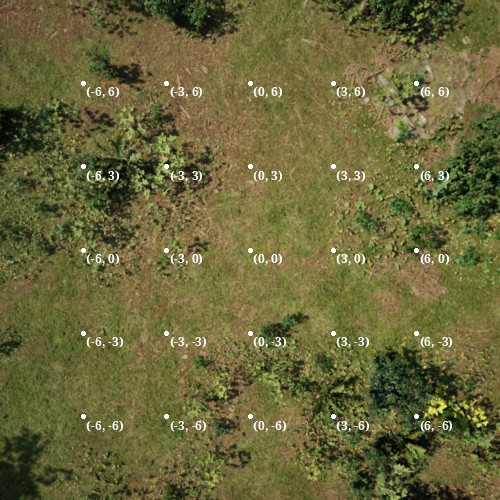 (-6, 6) (-3, 6) (0, 6) (3, 6) (6, 6)
(-6, 3) (-3, 3) (0, 3) (3, 3) (6, 3)
(-6, 0) (-3, 0) (0, 0) (3, 0) (6, 0)
(-6, -3) (-3, -3) (0, -3) (3, -3) (6, -3)
(-6, -6) (-3, -6) (0, -6) (3, -6) (6, -6)